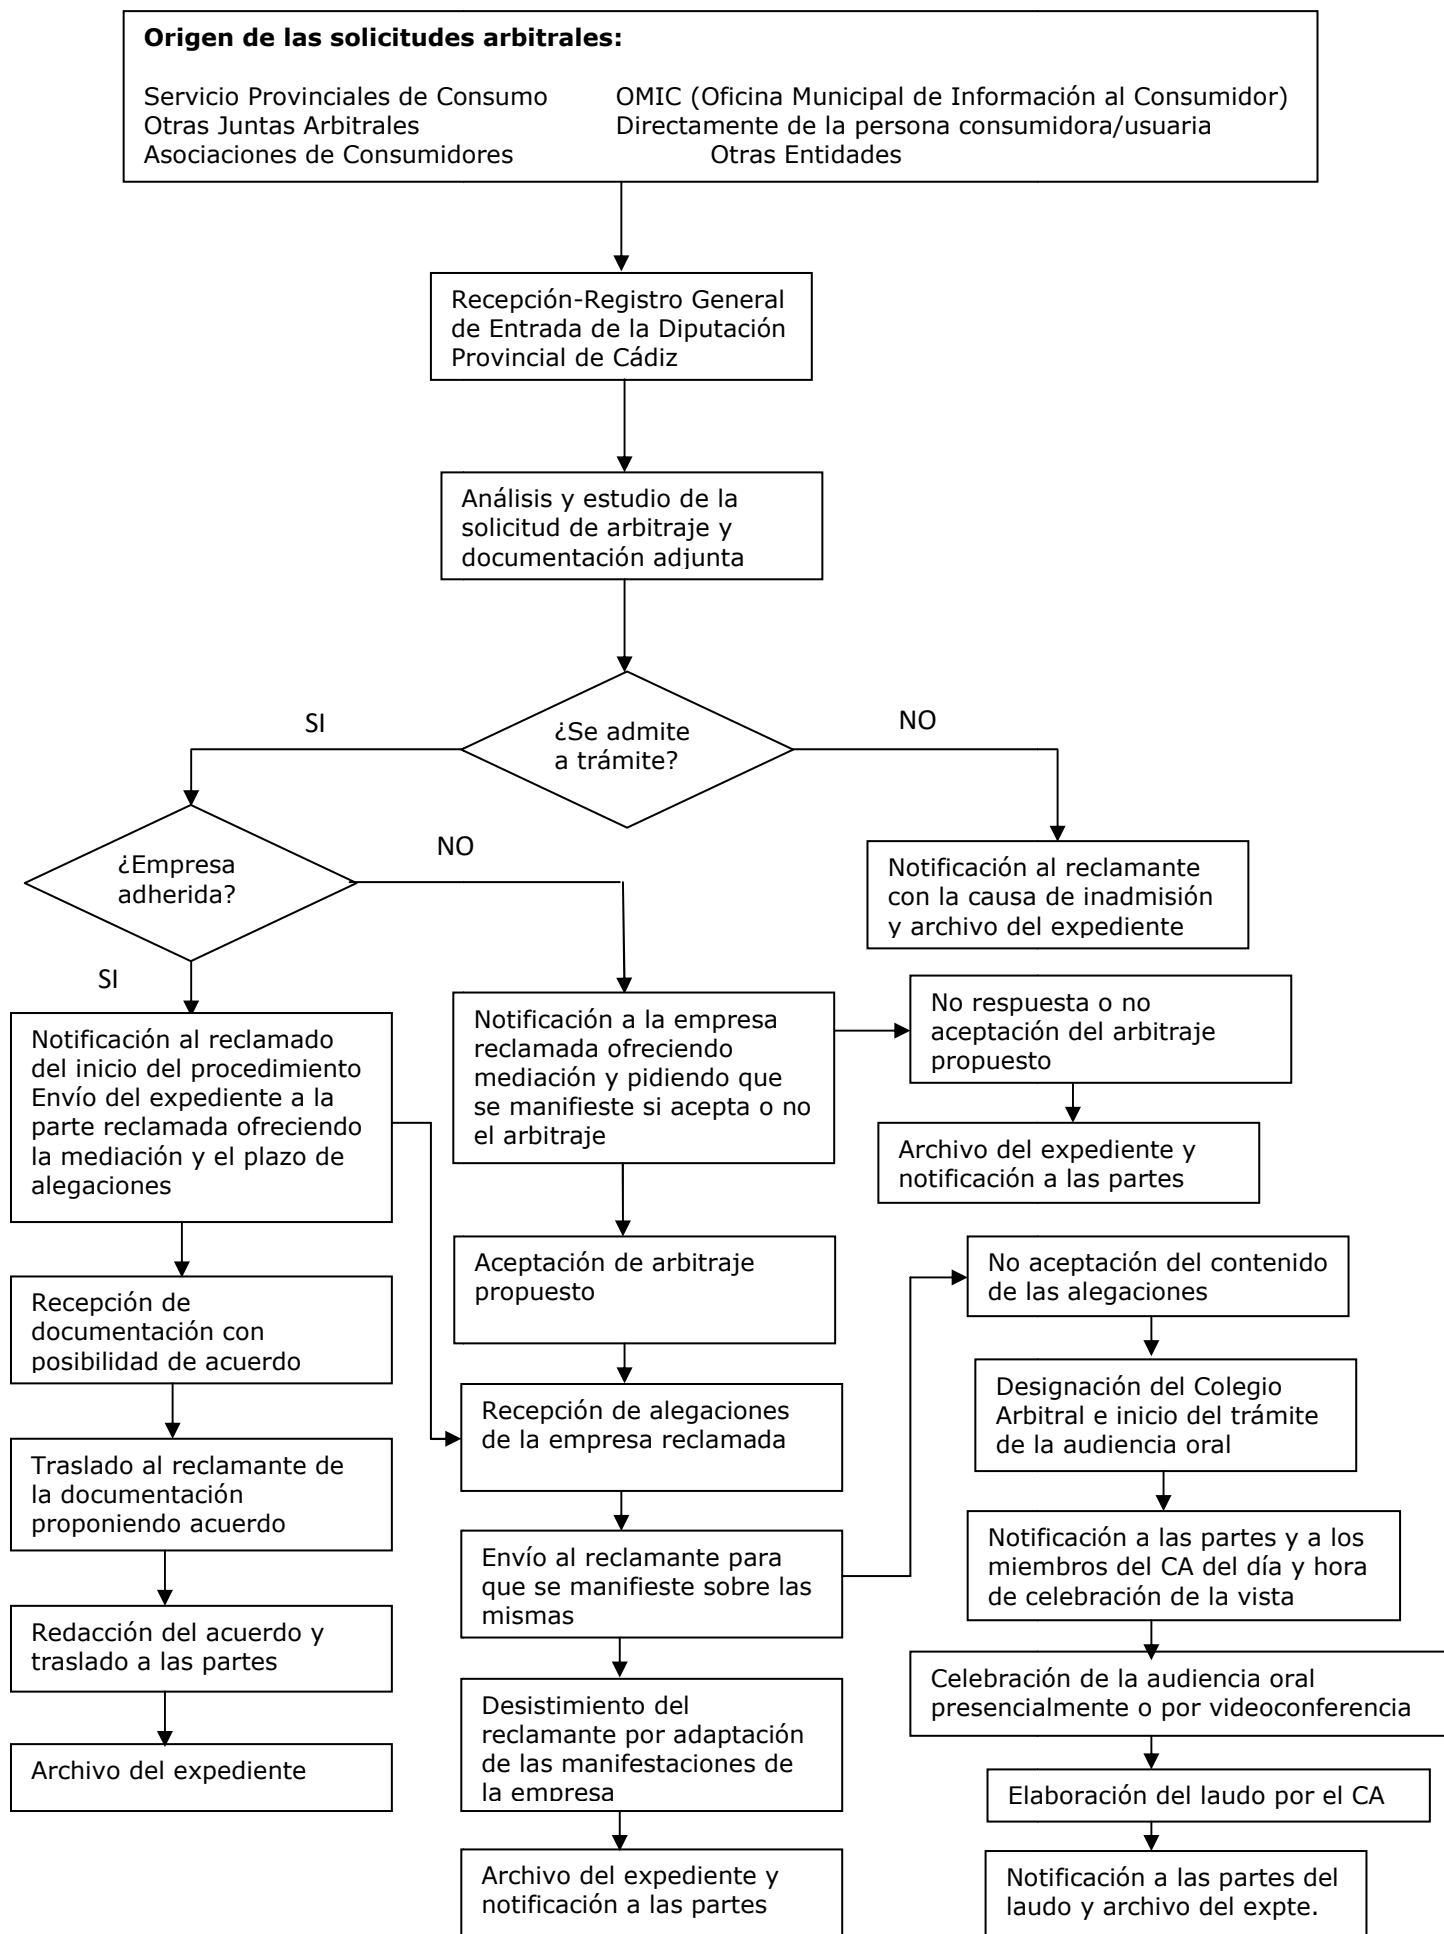 Origen de las solicitudes arbitrales:
Servicio Provinciales de Consumo OMIC (Oficina Municipal de Información al Consumidor)
Otras Juntas Arbitrales Directamente de la persona consumidora/usuaria
Asociaciones de Consumidores Otras Entidades
Recepción-Registro General
de Entrada de la Diputación
Provincial de Cádiz
Análisis y estudio de la
solicitud de arbitraje y
documentación adjunta
¿Se admite
a trámite?
SI
NO
¿Empresa
adherida?
NO
SI
Notificación al reclamante
con la causa de inadmisión
y archivo del expediente
Notificación al reclamado
del inicio del procedimiento
Envío del expediente a la
parte reclamada ofreciendo
la mediación y el plazo de
alegaciones
Notificación a la empresa
reclamada ofreciendo
mediación y pidiendo que
se manifieste si acepta o no
el arbitraje
No respuesta o no
aceptación del arbitraje
propuesto
Archivo del expediente y
notificación a las partes
Recepción de
documentación con
posibilidad de acuerdo
Traslado al reclamante de
la documentación
proponiendo acuerdo
Redacción del acuerdo y
traslado a las partes
Archivo del expediente
Aceptación de arbitraje
propuesto
Recepción de alegaciones
de la empresa reclamada
Envío al reclamante para
que se manifieste sobre las
mismas
Desistimiento del
reclamante por adaptación
de las manifestaciones de
la empresa
Archivo del expediente y
notificación a las partes
No aceptación del contenido
de las alegaciones
Designación del Colegio
Arbitral e inicio del trámite
de la audiencia oral
Notificación a las partes y a los
miembros del CA del día y hora
de celebración de la vista
Celebración de la audiencia oral
presencialmente o por videoconferencia
Elaboración del laudo por el CA
Notificación a las partes del
laudo y archivo del expte.